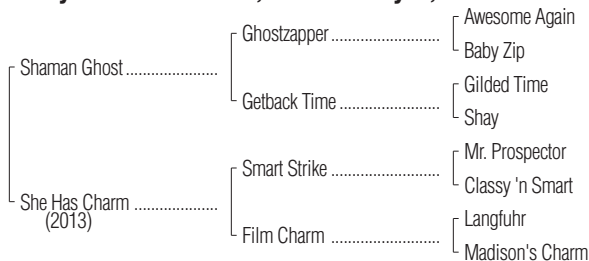 Awesome Again
Ghostzapper ........................
Baby Zip
Shaman Ghost ....................
Gilded Time
Getback Time ......................
Shay
Mr. Prospector
Smart Strike ........................
Classy 'n Smart
She Has Charm ..................
(2013)
Langfuhr
Film Charm ........................
Madison's Charm